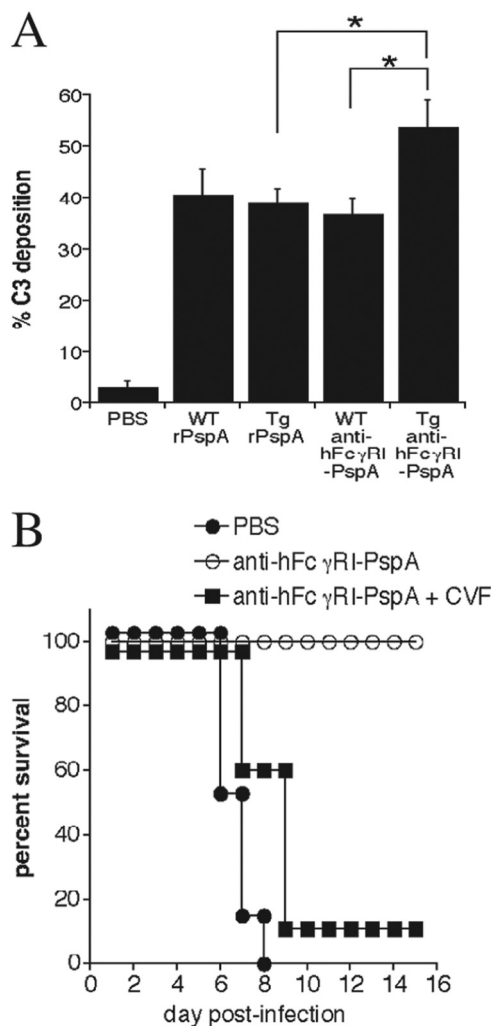 A
*
*
60
50
40
30
20
10
0
% C3 deposition
PBS
WT
rPspA
Tg
rPspA
WT
anti-
hFcγRI
-PspA
Tg
anti-
hFcγRI
-PspA
B
PBS
anti-hFc γRI-PspA
anti-hFc γRI-PspA + CVF
100
80
60
40
20
0
percent survival
0 2 4 6 8 10 12 14 16
day post-infection